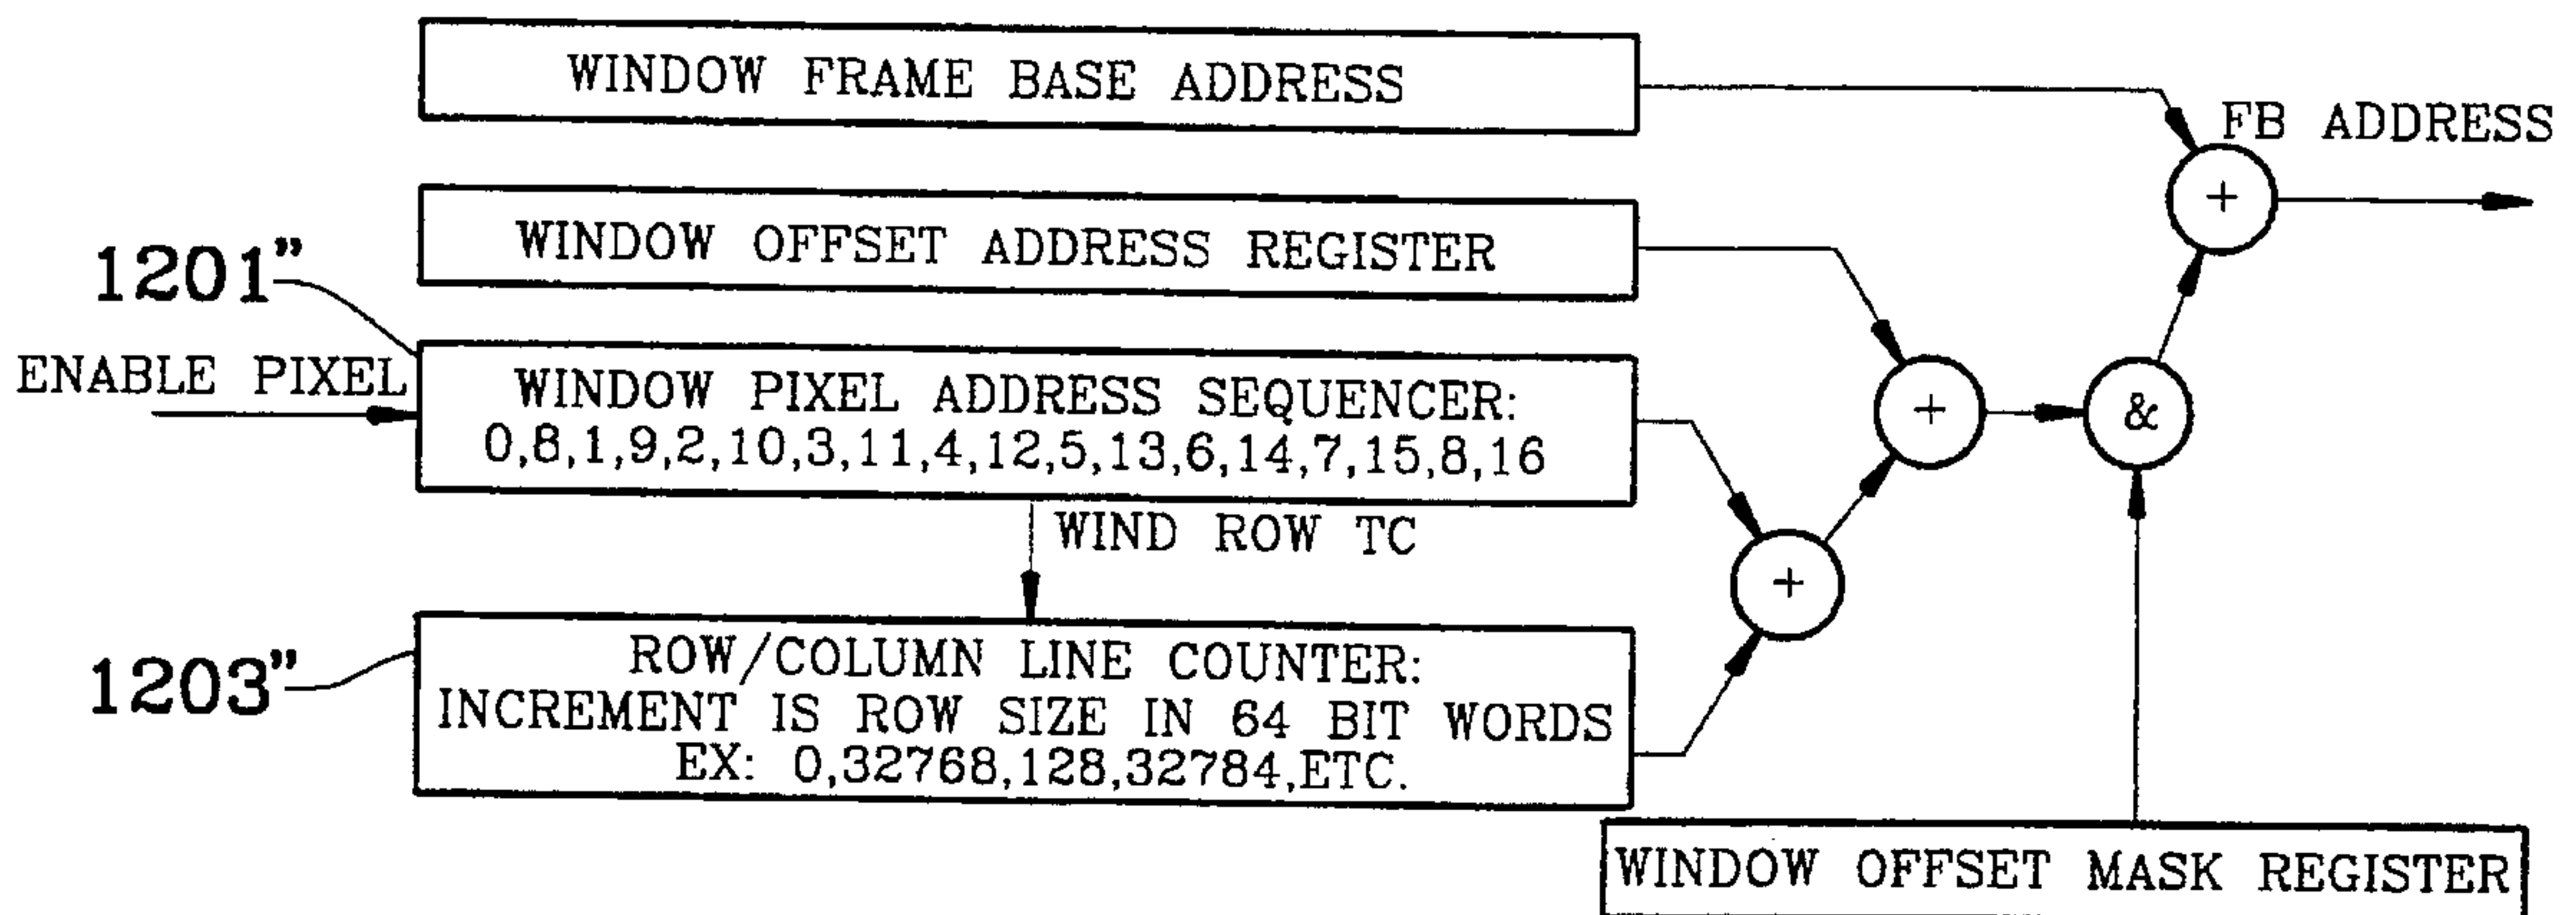 WINDOW FRAME BASE ADDRESS
FB ADDRESS
WINDOW OFFSET ADDRESS REGISTER
1201"
ENABLE PIXEL
WINDOW PIXEL ADDRESS SEQUENCER:
0,8,1,9,2,10,3,11,4,12,5,13,6,14,7,15,8,16
+
+
&
WIND ROW TC
+
1203"
ROW/COLUMN LINE COUNTER:
INCREMENT IS ROW SIZE IN 64 BIT WORDS
EX: 0,32768,128,32784,ETC.
WINDOW OFFSET MASK REGISTER